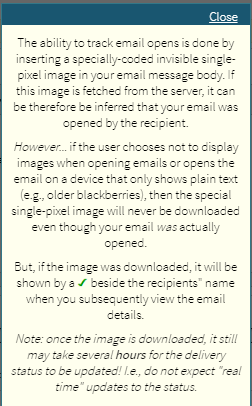 Close
The ability to track email opens is done by
inserting a specially-coded invisible single-
pixel image in your email message body. If
this image is fetched from the server, it can
be therefore be inferred that your email was
opened by the recipient.
However... if the user chooses not to display
images when opening emails or opens the
email on a device that only shows plain text
(e.g., older blackberries), then the special
single-pixel image will never be downloaded
even though your email was actually
opened.
But, if the image was downloaded, it will be
shown by a ✓ beside the recipients" name
when you subsequently view the email
details.
Note: once the image is downloaded, it still
may take several hours for the delivery
status to be updated! I.e., do not expect "real
time" updates to the status.